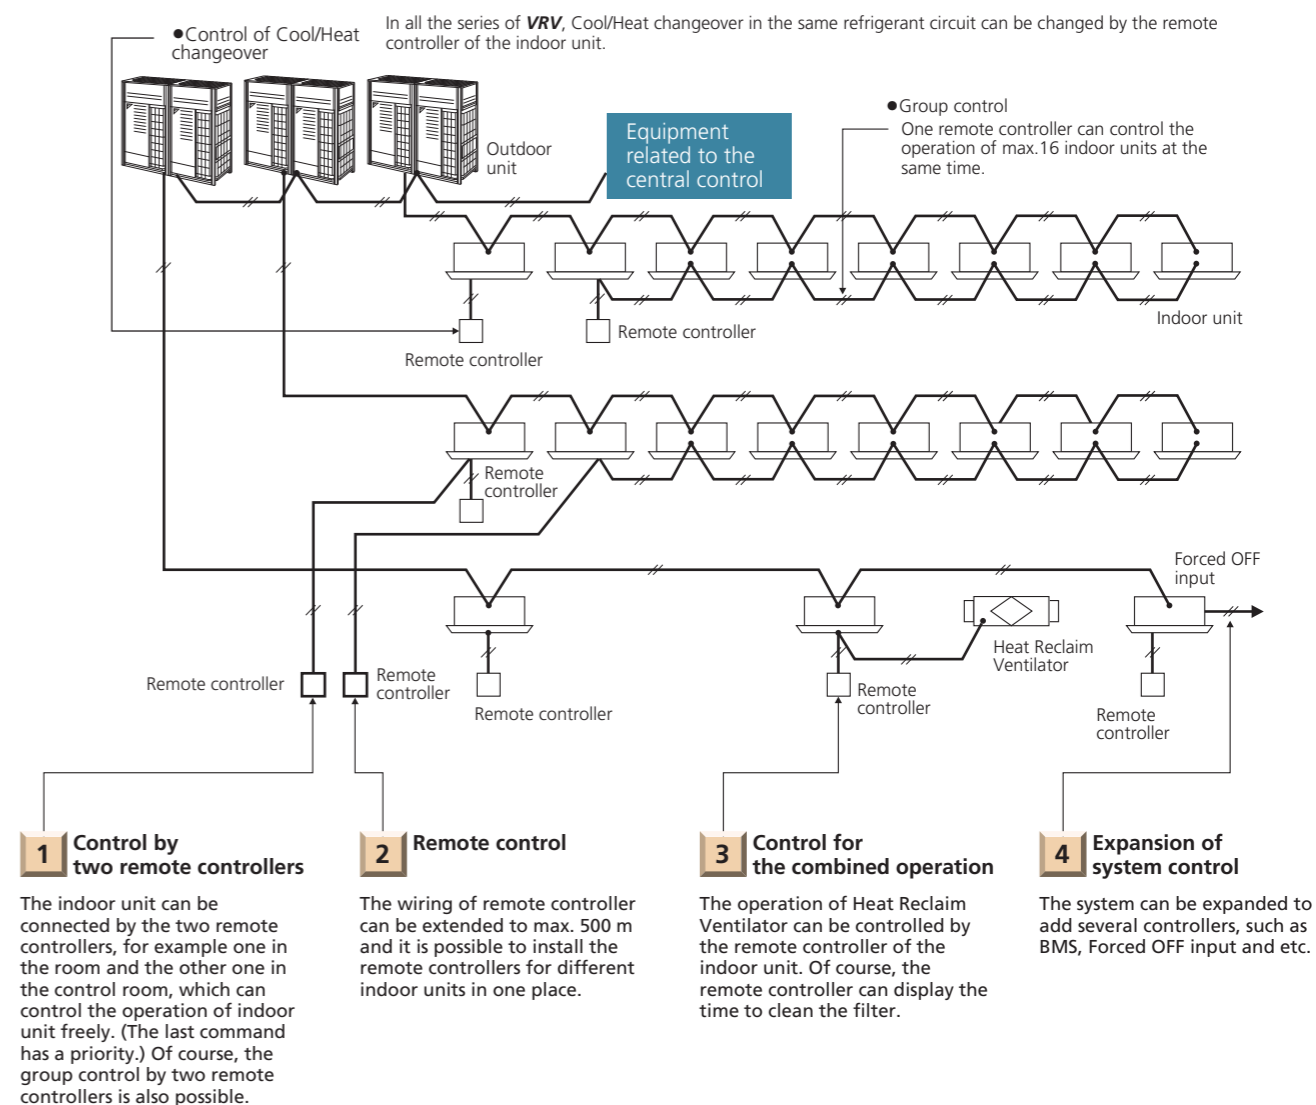 ●Control of Cool/Heat
changeover
In all the series of VRV, Cool/Heat changeover in the same refrigerant circuit can be changed by the remote
controller of the indoor unit.
Outdoor
unit
Equipment
related to the
central control
●Group control
One remote controller can control the
operation of max.16 indoor units at the
same time.
Indoor unit
Remote controller
Remote controller
Remote
controller
Forced OFF
input
Heat Reclaim
Ventilator
Remote controller
Remote
controller
Remote controller
Remote
controller
Remote
controller
1 Control by
two remote controllers
The indoor unit can be
connected by the two remote
controllers, for example one in
the room and the other one in
the control room, which can
control the operation of indoor
unit freely. (The last command
has a priority.) Of course, the
group control by two remote
controllers is also possible.
2 Remote control
The wiring of remote controller
can be extended to max. 500 m
and it is possible to install the
remote controllers for different
indoor units in one place.
3 Control for
the combined operation
The operation of Heat Reclaim
Ventilator can be controlled by
the remote controller of the
indoor unit. Of course, the
remote controller can display the
time to clean the filter.
4 Expansion of
system control
The system can be expanded to
add several controllers, such as
BMS, Forced OFF input and etc.